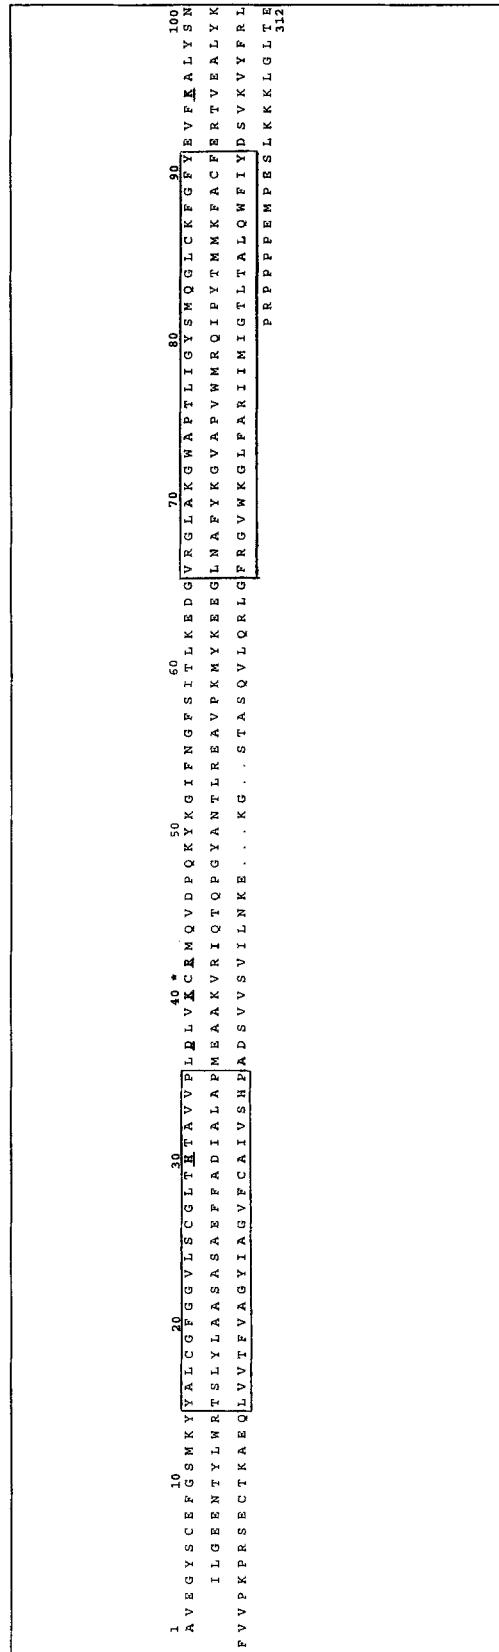 1 10 20 30 40 * 50 60 70 80 90 100
A V E G Y S C E F G S M K Y Y A L C G F G G V L S C G L T H T A V V P L D L V K C R M Q V D P Q K Y K G I F N G F S I T L K E D G V R G L A K G W A P T L I G Y S M Q G L C K F G F Y E V F K A L Y S N
I L G E E N T Y L W R T S L Y L A A S A S A E F F A D I A L A P M E A A K V R I Q T Q P G Y A N T L R E A V P K M Y K E E G L N A F Y K G V A P V W M R Q I P Y T M M K F A C F E R T V E A L Y K
F V V P K P R S E C T K A E Q L V V T F V A G Y I A G V F C A I V S H P A D S V V S V I L N K E . . . K G . . S T A S Q V L Q R L G F R G V W K G L F A R I I M I G T L T A L Q W F I Y D S V K V Y F R L
P R P P P P E M P E S L K K K L G L T E
312